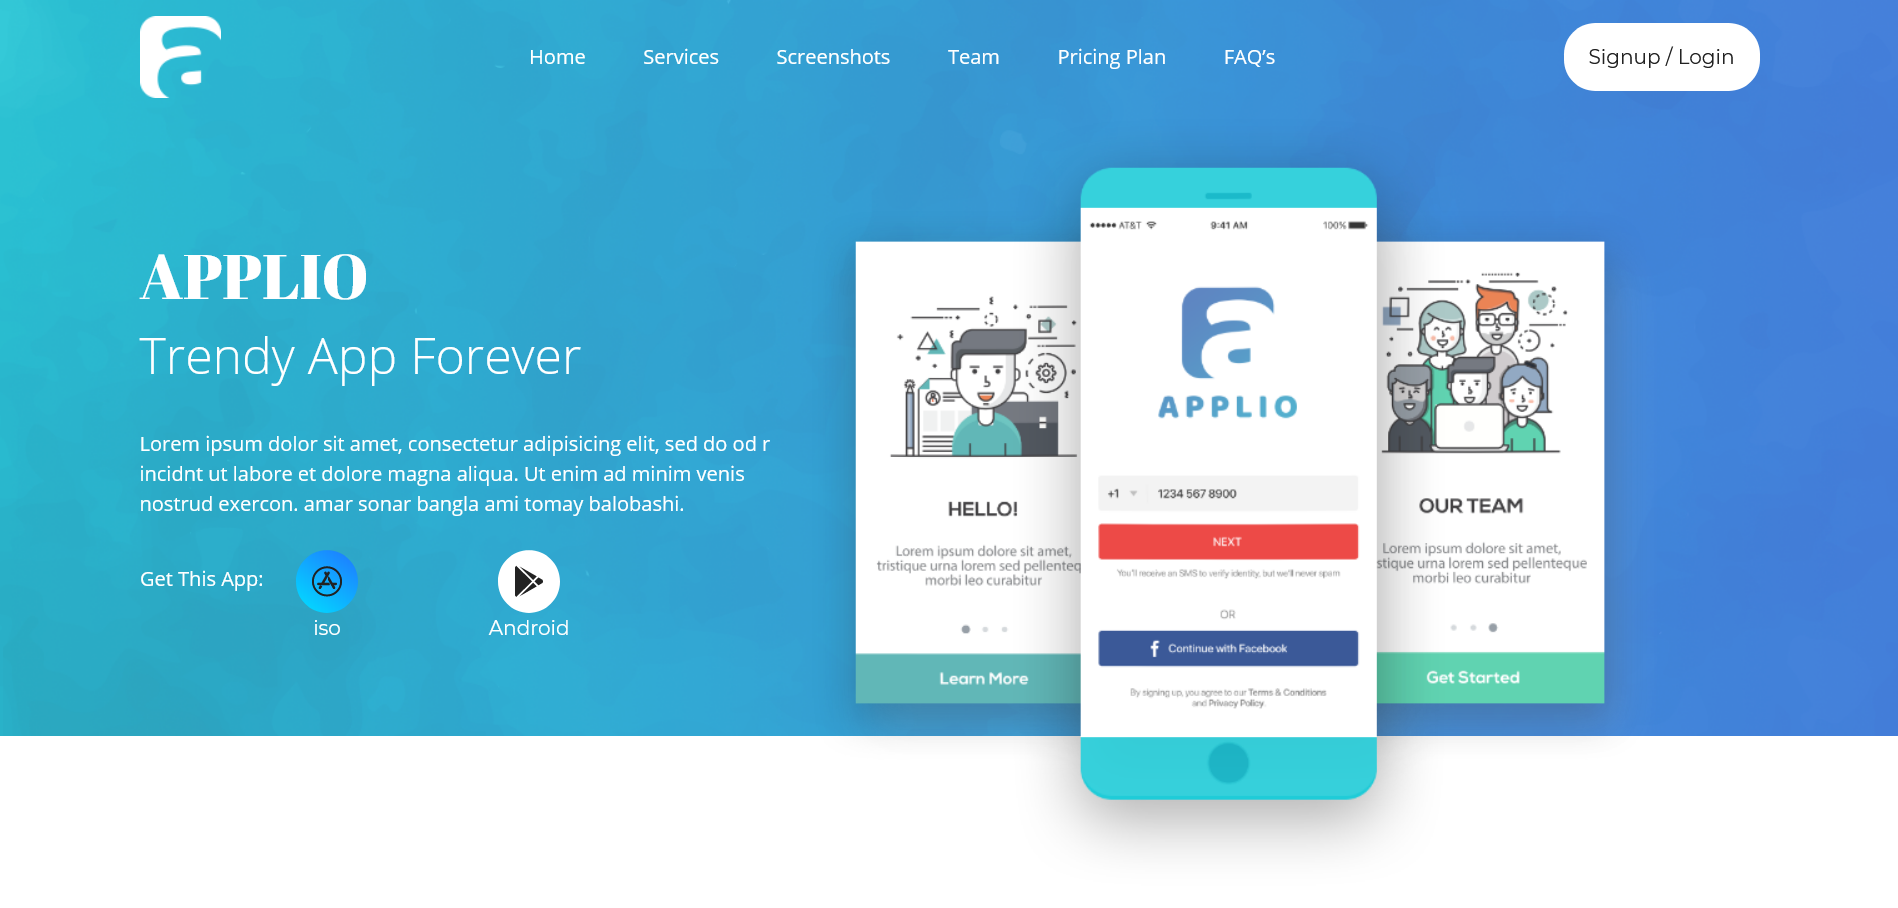 Home Services Screenshots Team Pricing Plan FAQ’s
Signup / Login
APPLIO
Trendy App Forever
Lorem ipsum dolor sit amet, consectetur adipisicing elit, sed do od r
incidnt ut labore et dolore magna aliqua. Ut enim ad minim venis
nostrud exercon. amar sonar bangla ami tomay balobashi.
Get This App:
iso
Android
HELLO!
Lorem ipsum dolore sit amet,
tristique urna lorem sed pellenteq
morbi leo curabitur
Learn More
AT&T 9:41 AM 100%
APPLIO
+1 1234 567 8900
NEXT
You'll receive an SMS to verify identity, but we'll never spam
OR
Continue with Facebook
By signing up, you agree to our Terms & Conditions
and Privacy Policy.
OUR TEAM
Lorem ipsum dolore sit amet,
stique urna lorem sed pellenteque
morbi leo curabitur
Get Started